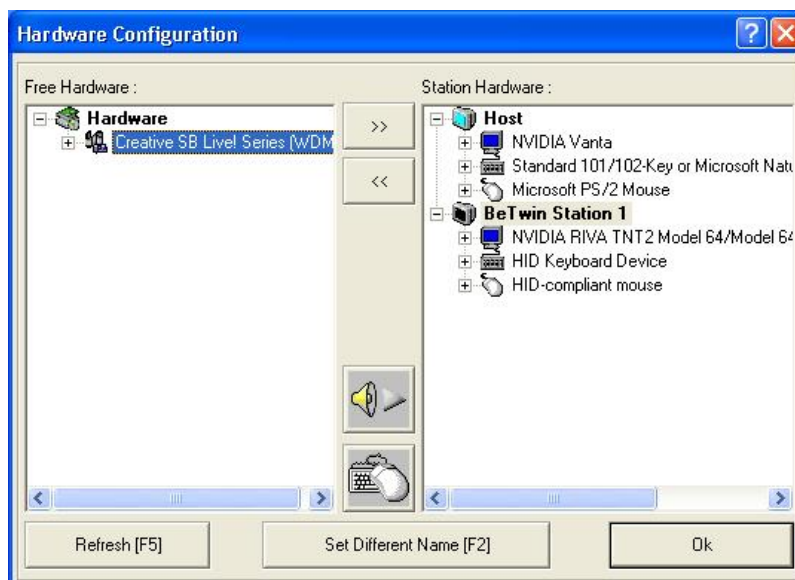 Hardware Configuration
Free Hardware :
Station Hardware :
Hardware
Creative SB Live! Series (WDM
>>
<<
Host
NVIDIA Vanta
Standard 101/102-Key or Microsoft Natu
Microsoft PS/2 Mouse
BeTwin Station 1
NVIDIA RIVA TNT2 Model 64/Model 64
HID Keyboard Device
HID-compliant mouse
Refresh [F5]
Set Different Name [F2]
Ok